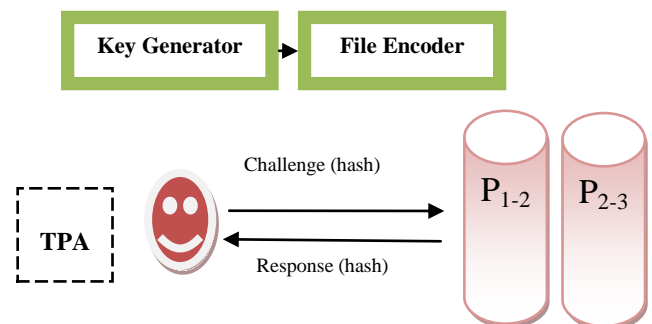 Key Generator
File Encoder
Challenge (hash)
P1-2
P2-3
TPA
Response (hash)